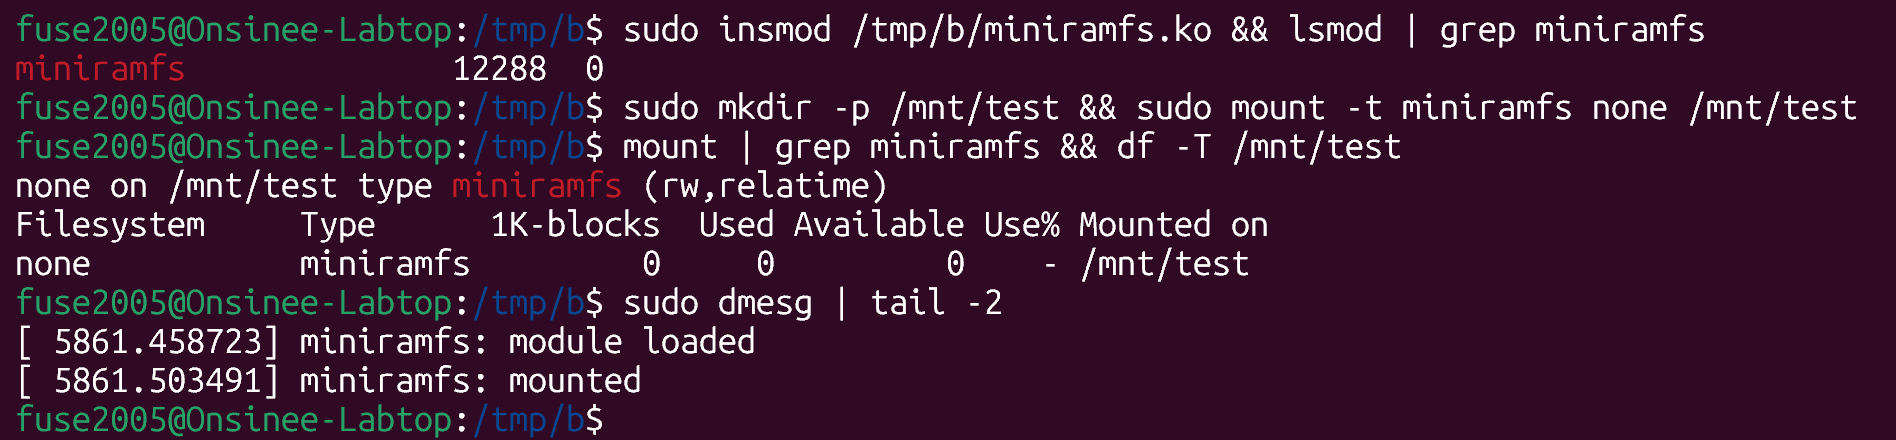 fuse2005@Onsinee-Labtop:/tmp/b$ sudo insmod /tmp/b/miniramfs.ko && lsmod | grep miniramfs
miniramfs              12288  0
fuse2005@Onsinee-Labtop:/tmp/b$ sudo mkdir -p /mnt/test && sudo mount -t miniramfs none /mnt/test
fuse2005@Onsinee-Labtop:/tmp/b$ mount | grep miniramfs && df -T /mnt/test
none on /mnt/test type miniramfs (rw,relatime)
Filesystem     Type      1K-blocks  Used Available Use% Mounted on
none           miniramfs         0     0         0    - /mnt/test
fuse2005@Onsinee-Labtop:/tmp/b$ sudo dmesg | tail -2
[ 5861.458723] miniramfs: module loaded
[ 5861.503491] miniramfs: mounted
fuse2005@Onsinee-Labtop:/tmp/b$